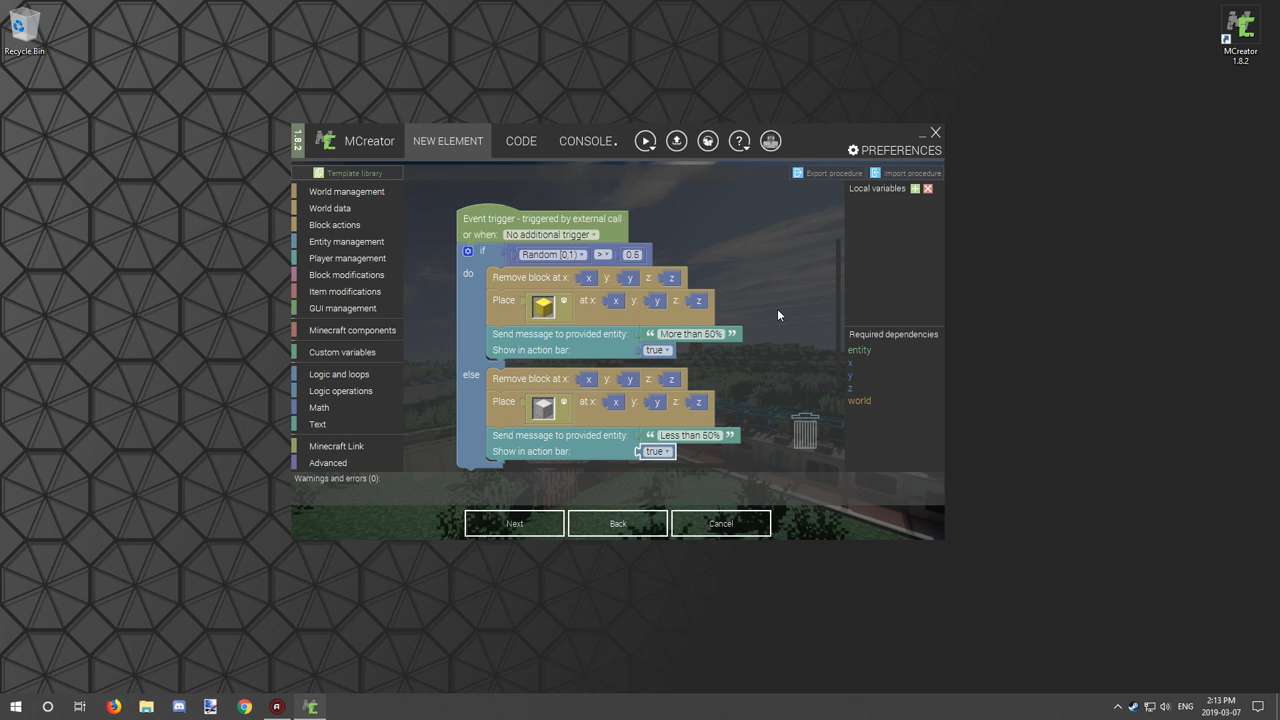 Recycle Bin
MCreator
1.8.2
1.8.2
MCreator
NEW ELEMENT
CODE
CONSOLE
PREFERENCES
Template library
Export procedure
Import procedure
World management
World data
Block actions
Entity management
Player management
Block modifications
Item modifications
GUI management
Minecraft components
Custom variables
Logic and loops
Logic operations
Math
Text
Minecraft Link
Advanced
Event trigger - triggered by external call
or when: No additional trigger
if Random [0,1) > 0.5
do Remove block at x: x y: y z: z
Place at x: x y: y z: z
Send message to provided entity: “ More than 50% ”
Show in action bar: true
else Remove block at x: x y: y z: z
Place at x: x y: y z: z
Send message to provided entity: “ Less than 50% ”
Show in action bar: true
Local variables
Required dependencies
entity
x
y
z
world
Warnings and errors (0):
Next
Back
Cancel
ENG
2:13 PM
2019-03-07